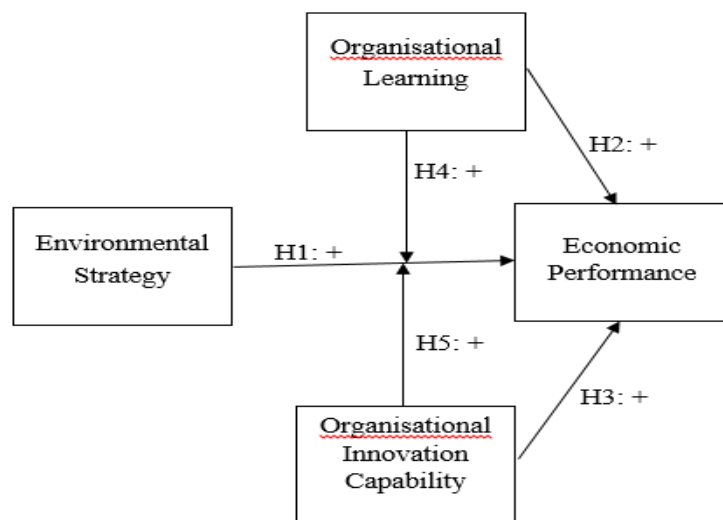 Organisational
Learning
H2: +
H4: +
Environmental
Strategy
H1: +
Economic
Performance
H5: +
H3: +
Organisational
Innovation
Capability